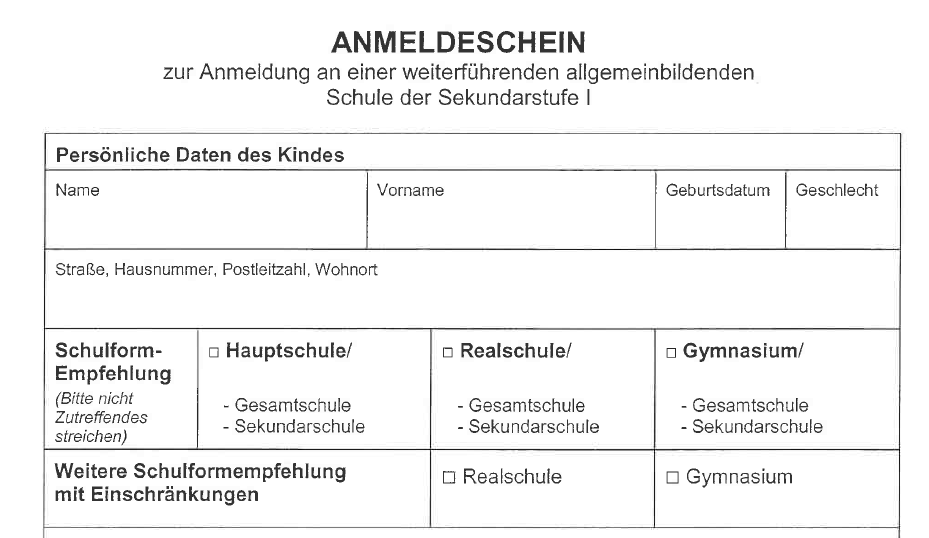 ANMELDESCHEIN
zur Anmeldung an einer weiterführenden allgemeinbildenden
Schule der Sekundarstufe I
Persönliche Daten des Kindes
Name
Vorname
Geburtsdatum
Geschlecht
Straße, Hausnummer, Postleitzahl, Wohnort
Schulform-
Empfehlung
(Bitte nicht
Zutreffendes
streichen)
□ Hauptschule/
- Gesamtschule
- Sekundarschule
□ Realschule/
- Gesamtschule
- Sekundarschule
□ Gymnasium/
- Gesamtschule
- Sekundarschule
Weitere Schulformempfehlung
mit Einschränkungen
□ Realschule
□ Gymnasium